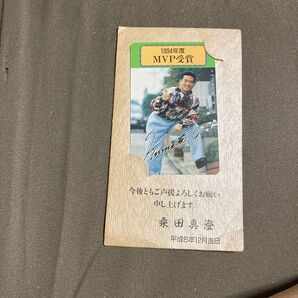 1994年度
MVP受賞
今後ともご声援よろしくお願い
申し上げます。
桑田真澄
平成6年12月吉日